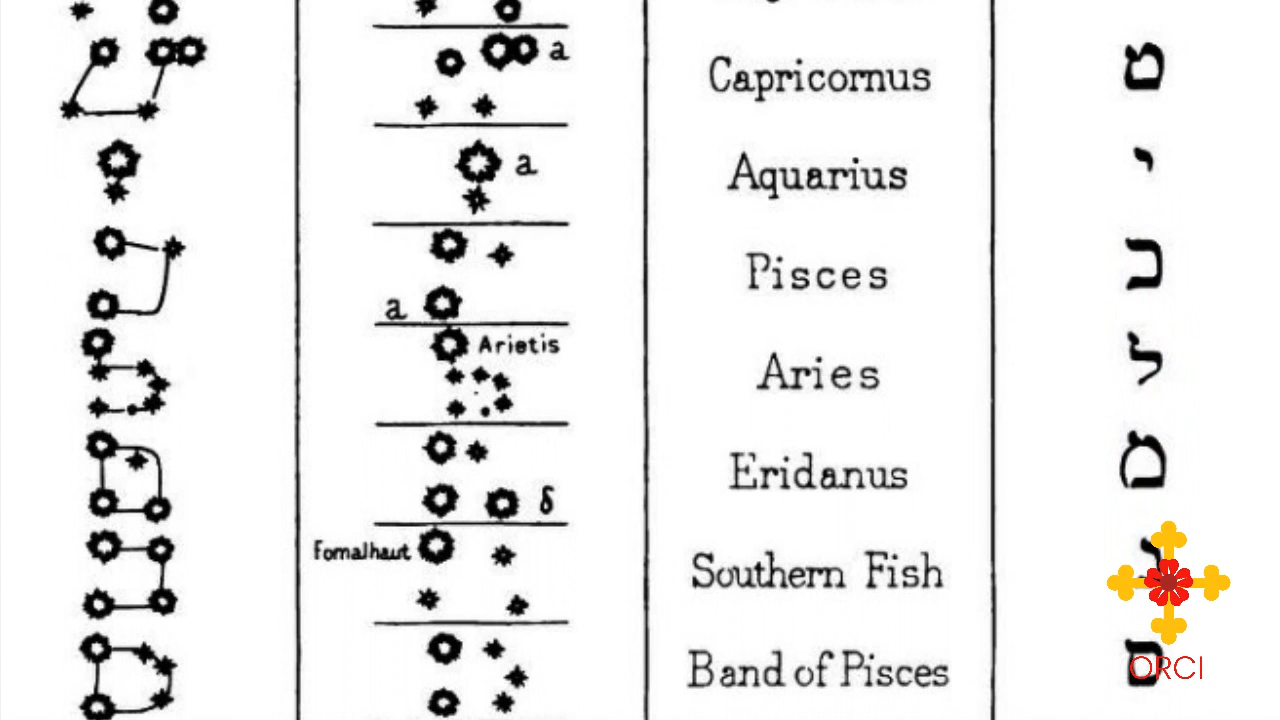 a
Capricornus
a
Aquarius
י
Pisces
a
Arietis
Aries
Eridanus
δ
Fomalhaut
Southern Fish
Band of Pisces
ORCI